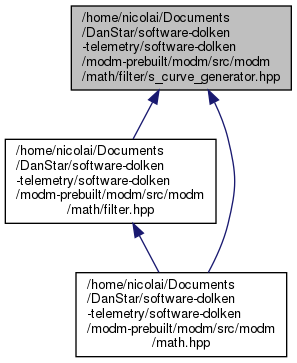 /home/nicolai/Documents
/DanStar/software-dolken
-telemetry/software-dolken
/modm-prebuilt/modm/src/modm
/math/filter/s_curve_generator.hpp
/home/nicolai/Documents
/DanStar/software-dolken
-telemetry/software-dolken
/modm-prebuilt/modm/src/modm
/math/filter.hpp
/home/nicolai/Documents
/DanStar/software-dolken
-telemetry/software-dolken
/modm-prebuilt/modm/src/modm
/math.hpp